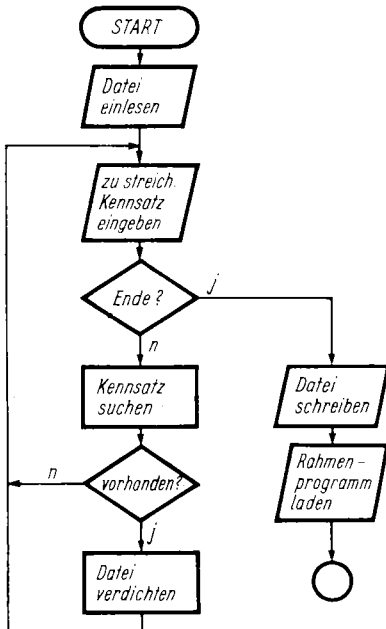 START
Datei
einlesen
zu streich.
Kennsatz
eingeben
Ende?
j
n
Kennsatz
suchen
Datei
schreiben
vorhanden?
n
j
Rahmen-
programm
laden
Datei
verdichten